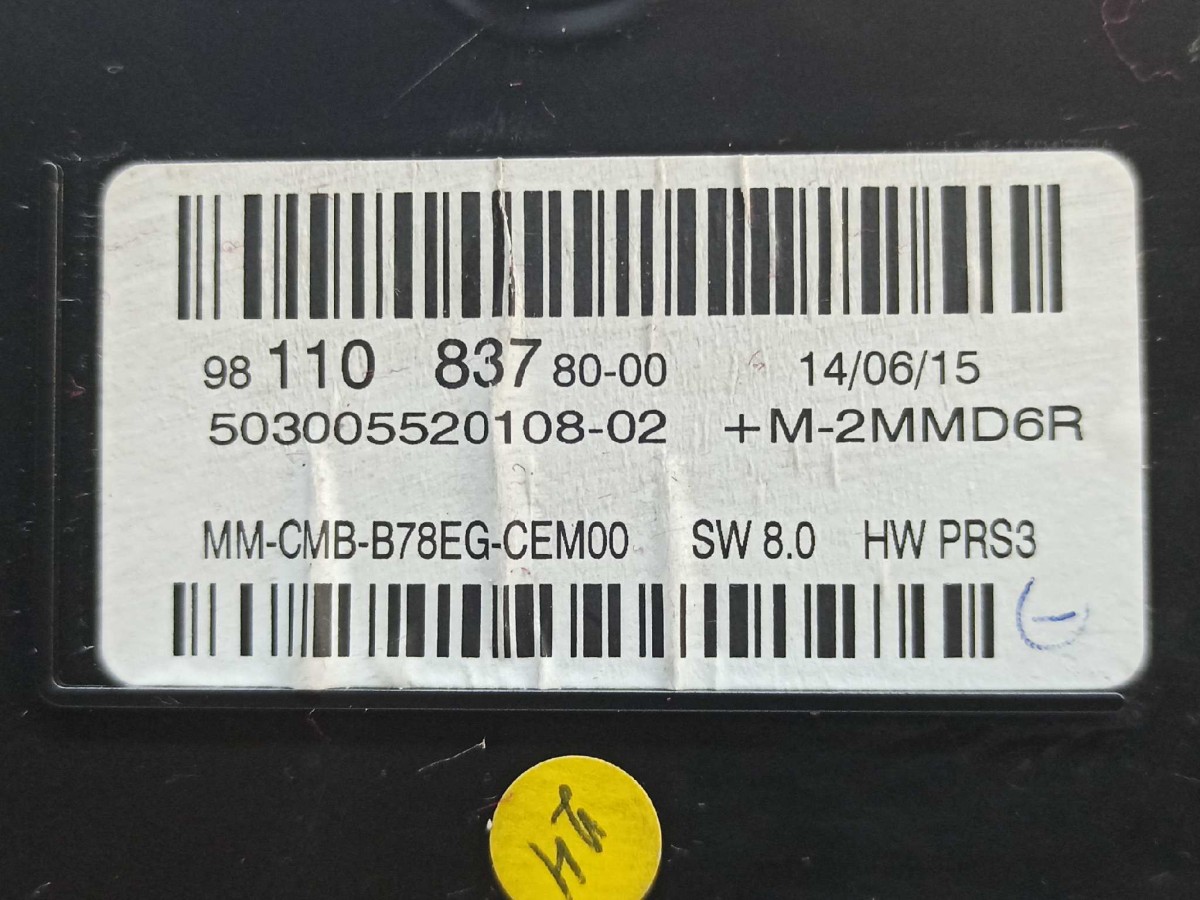 98 110 837 80-00 14/06/15
503005520108-02 +M-2MMD6R
MM-CMB-B78EG-CEM00 SW 8.0 HW PRS3